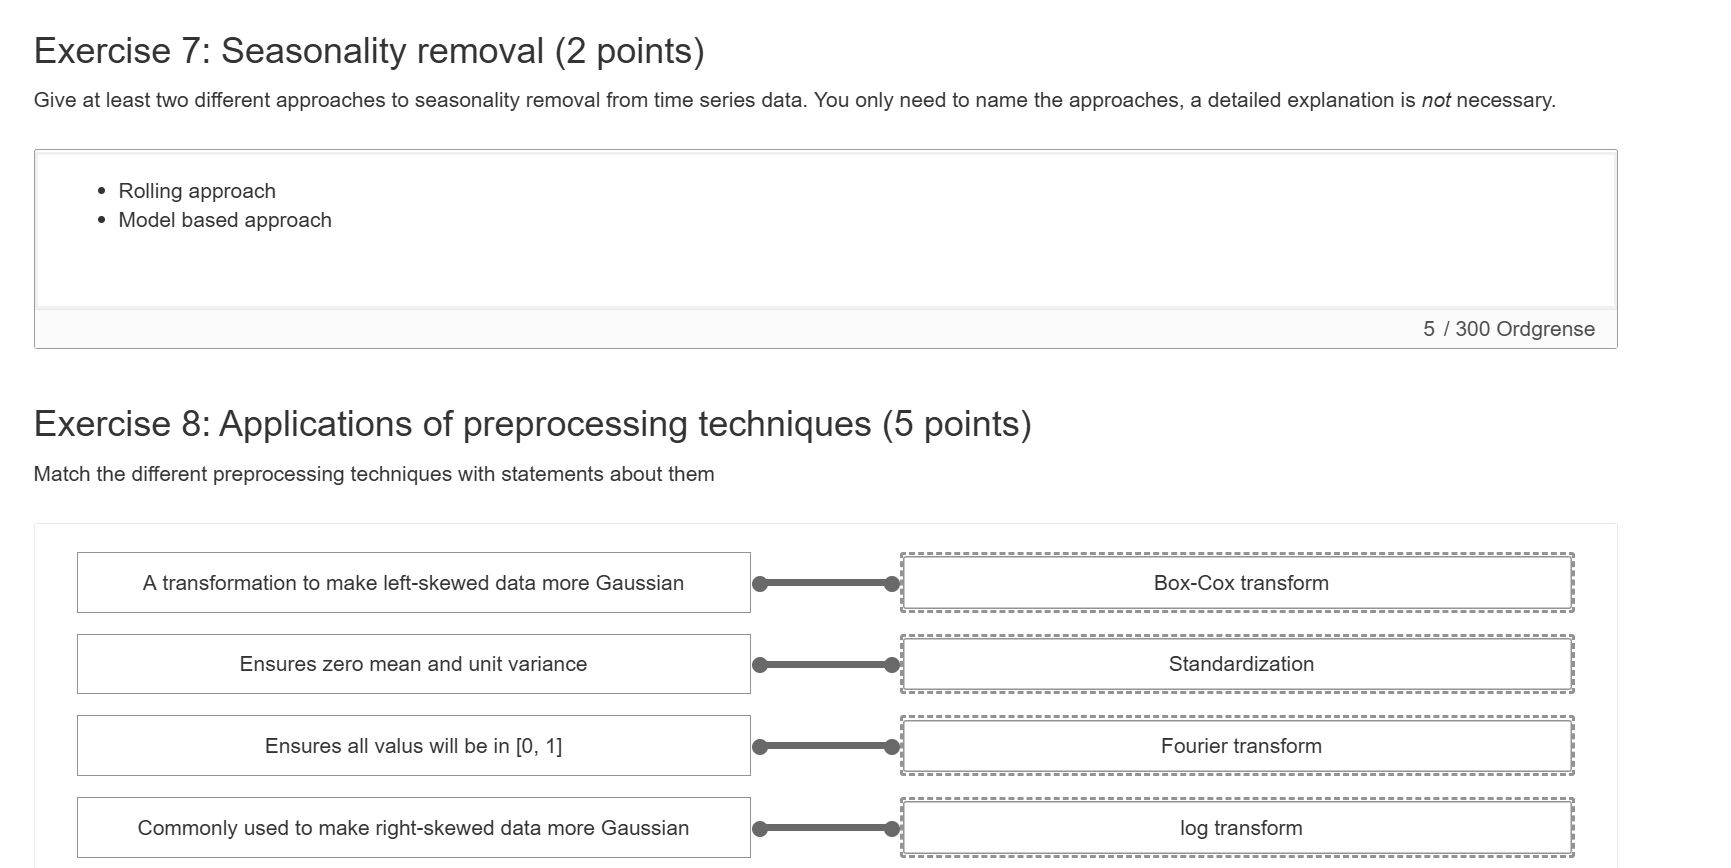 Exercise 7: Seasonality removal (2 points)
Give at least two different approaches to seasonality removal from time series data. You only need to name the approaches, a detailed explanation is not necessary.
Rolling approach
Model based approach
5 / 300 Ordgrense
Exercise 8: Applications of preprocessing techniques (5 points)
Match the different preprocessing techniques with statements about them
A transformation to make left-skewed data more Gaussian
Box-Cox transform
Ensures zero mean and unit variance
Standardization
Ensures all valus will be in [0, 1]
Fourier transform
Commonly used to make right-skewed data more Gaussian
log transform